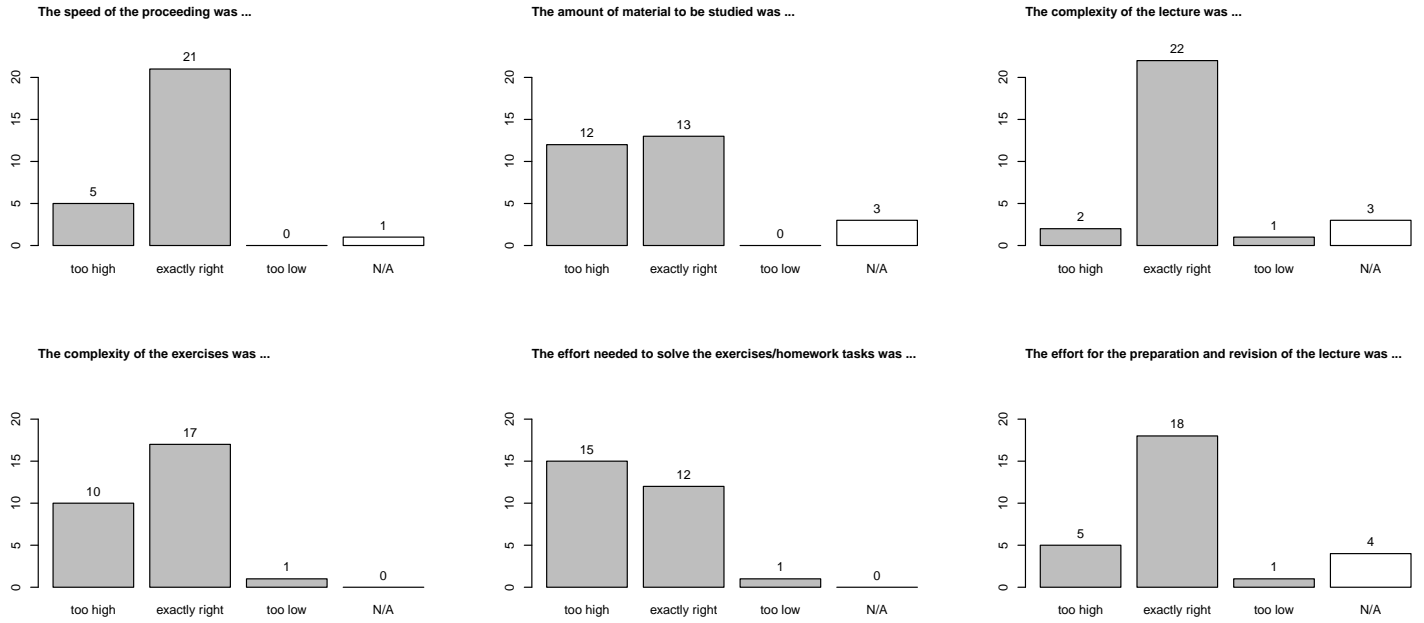 The speed of the proceeding was ...
21
5
0
1
0
5
10
15
20
too high
exactly right
too low
N/A
The amount of material to be studied was ...
12
13
0
3
0
5
10
15
20
too high
exactly right
too low
N/A
The complexity of the lecture was ...
22
2
1
3
0
5
10
15
20
too high
exactly right
too low
N/A
The complexity of the exercises was ...
17
10
1
0
0
5
10
15
20
too high
exactly right
too low
N/A
The effort needed to solve the exercises/homework tasks was ...
15
12
1
0
0
5
10
15
20
too high
exactly right
too low
N/A
The effort for the preparation and revision of the lecture was ...
18
5
1
4
0
5
10
15
20
too high
exactly right
too low
N/A